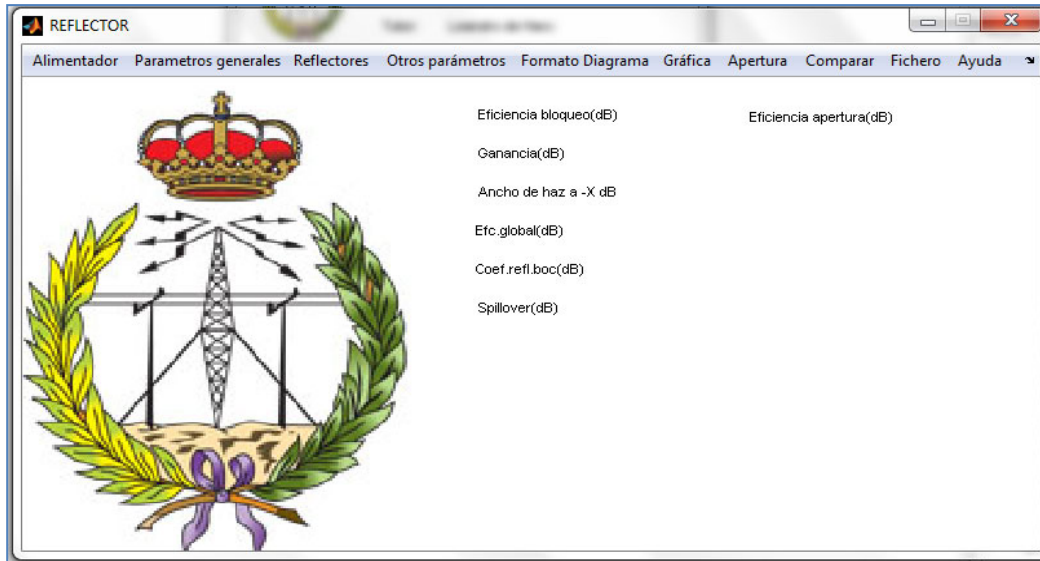 REFLECTOR
Alimentador Parametros generales Reflectores Otros parámetros Formato Diagrama Gráfica Apertura Comparar Fichero Ayuda
Eficiencia bloqueo(dB) Eficiencia apertura(dB)
Ganancia(dB)
Ancho de haz a -X dB
Efc.global(dB)
Coef.refl.boc(dB)
Spillover(dB)